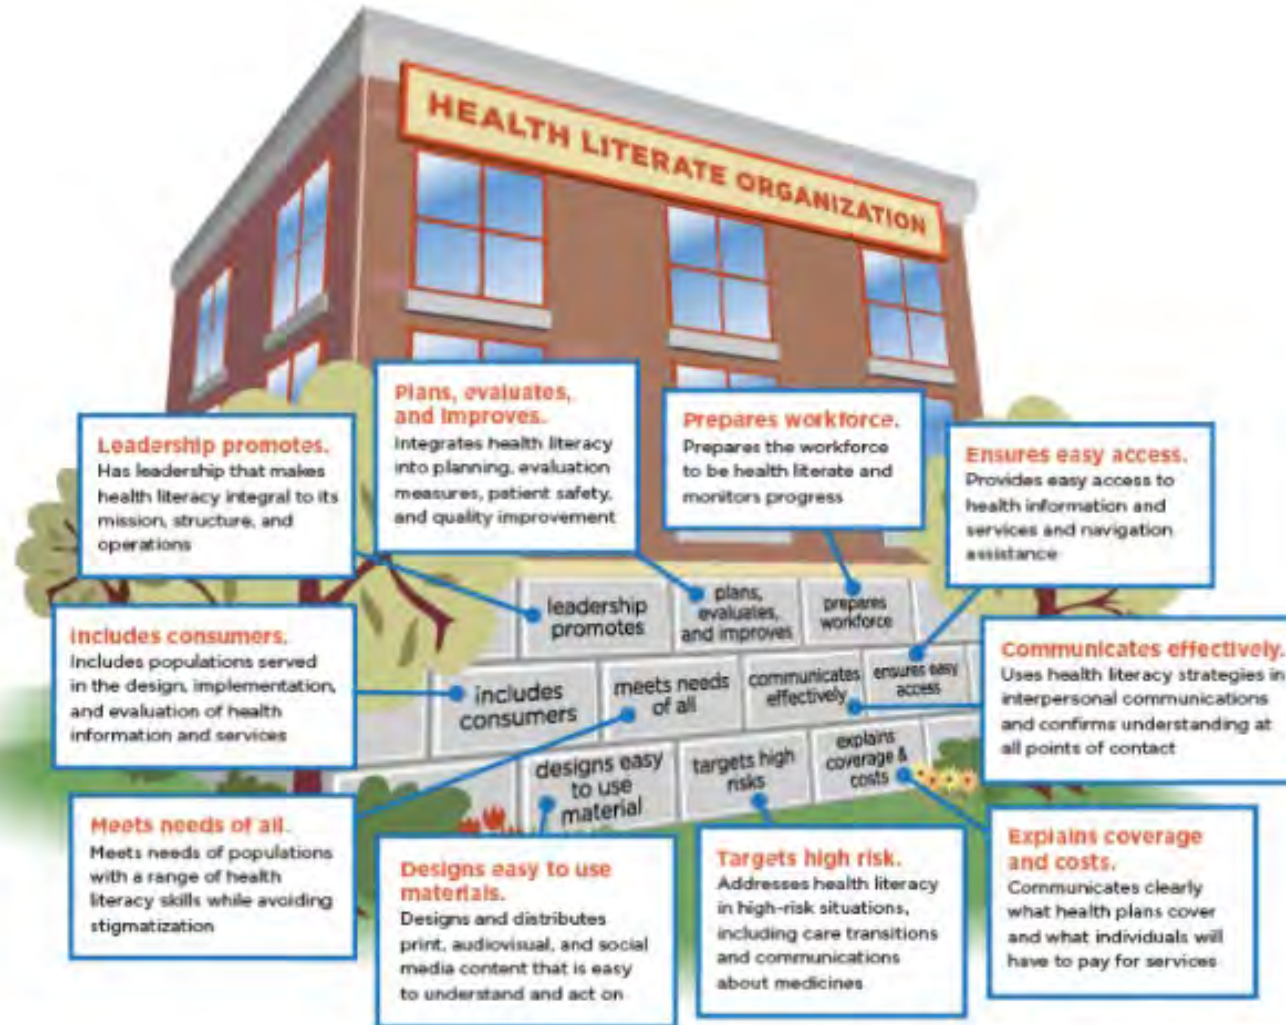 HEALTH LITERATE ORGANIZATION
Leadership promotes.
Has leadership that makes
health literacy integral to its
mission, structure, and
operations
Plans, evaluates,
and improves.
Integrates health literacy
into planning, evaluation
measures, patient safety,
and quality improvement
Prepares workforce.
Prepares the workforce
to be health literate and
monitors progress
Ensures easy access.
Provides easy access to
health information and
services and navigation
assistance
leadership
promotes
plans,
evaluates,
and improves
prepares
workforce
Includes consumers.
Includes populations served
in the design, implementation,
and evaluation of health
information and services
includes
consumers
meets needs
of all
communicates
effectively
ensures easy
access
Communicates effectively.
Uses health literacy strategies in
interpersonal communications
and confirms understanding at
all points of contact
designs easy
to use
material
targets high
risks
explains
coverage &
costs
Meets needs of all.
Meets needs of populations
with a range of health
literacy skills while avoiding
stigmatization
Designs easy to use
materials.
Designs and distributes
print, audiovisual, and social
media content that is easy
to understand and act on
Targets high risk.
Addresses health literacy
in high-risk situations,
including care transitions
and communications
about medicines
Explains coverage
and costs.
Communicates clearly
what health plans cover
and what individuals will
have to pay for services